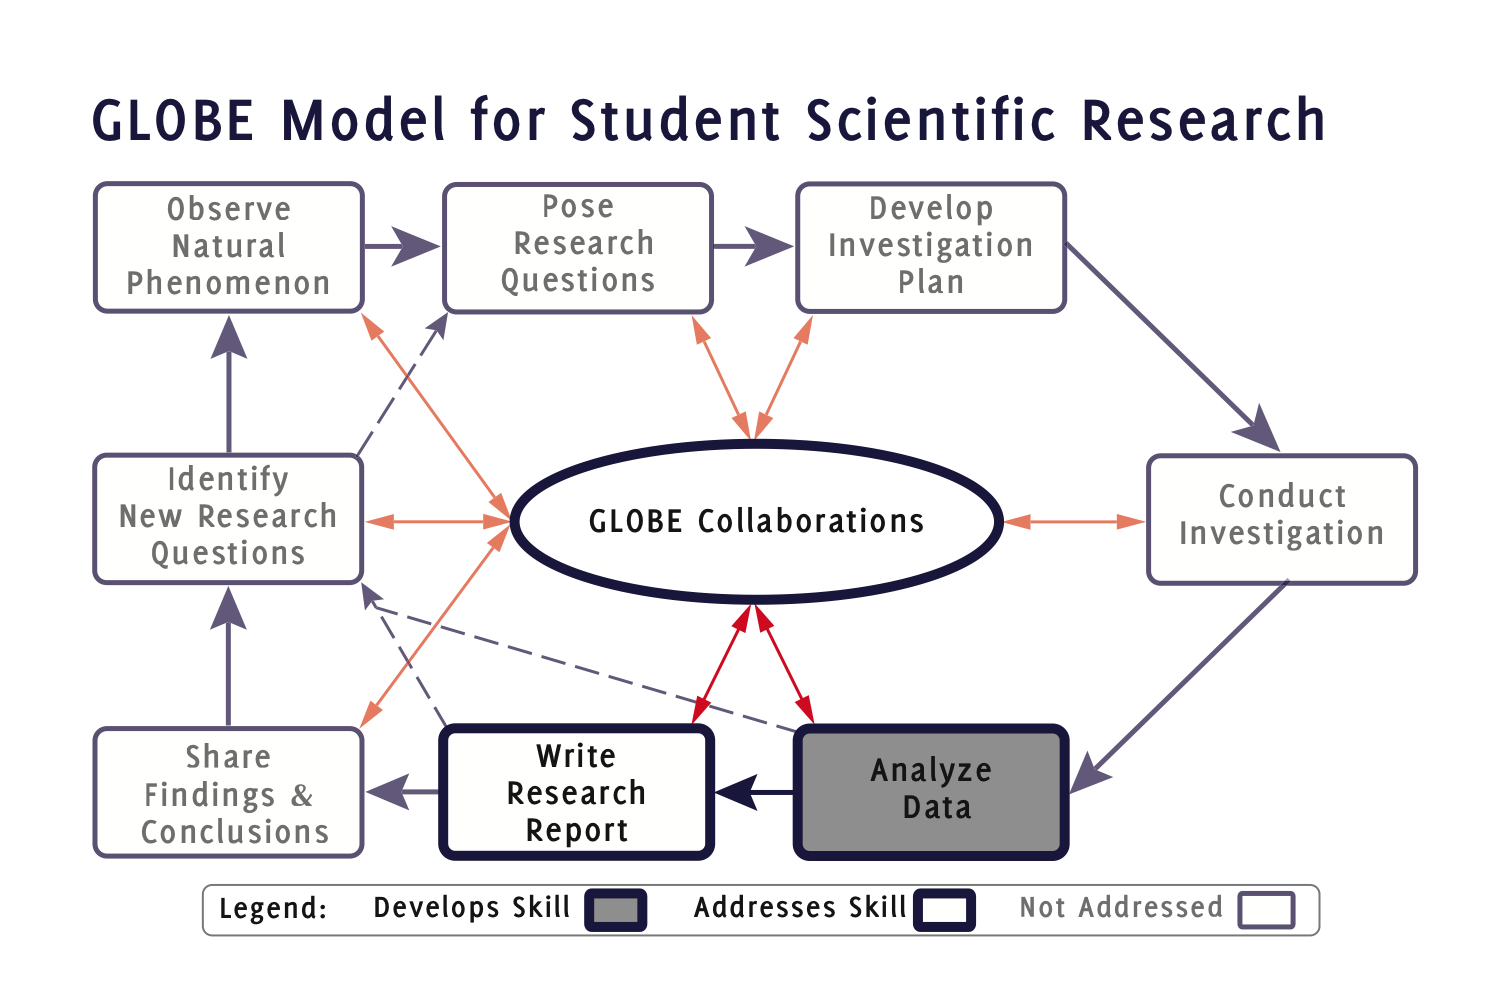 GLOBE Model for Student Scientific Research
Observe
Natural
Phenomenon
Pose
Research
Questions
Develop
Investigation
Plan
Identify
New Research
Questions
GLOBE Collaborations
Conduct
Investigation
Share
Findings &
Conclusions
Write
Research
Report
Analyze
Data
Legend: Develops Skill Addresses Skill Not Addressed